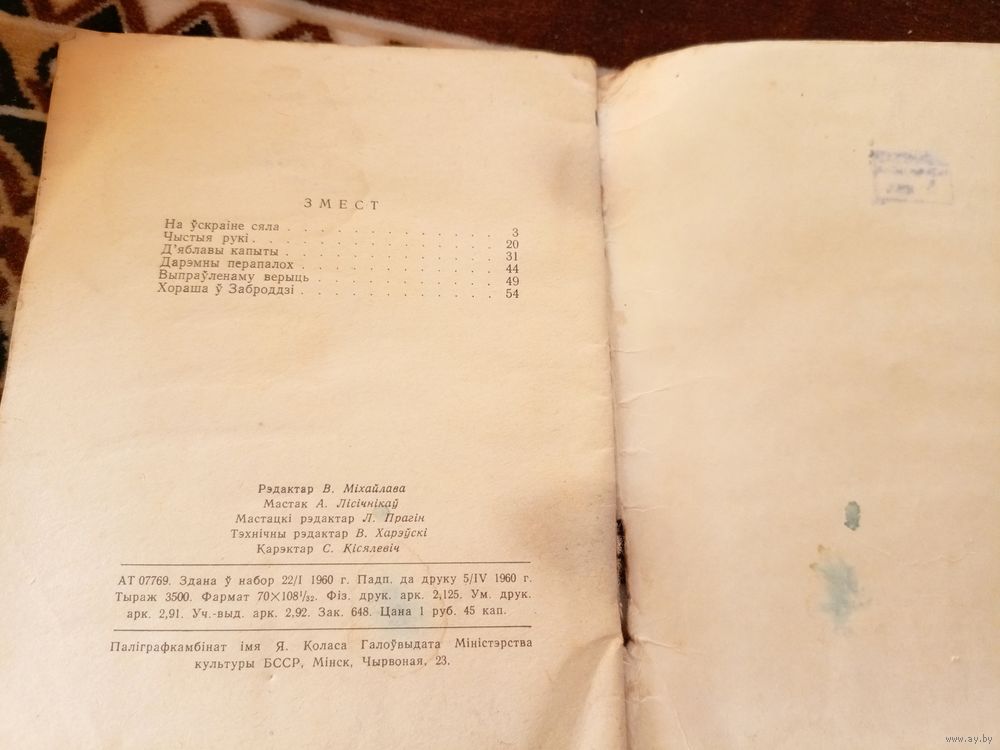 ЗМЕСТ
На ўскраіне сяла . . . . . . . . . . . . . 3
Чыстыя рукі . . . . . . . . . . . . . . 20
Д'яблавы капыты . . . . . . . . . . . . . 31
Дарэмны перапалох . . . . . . . . . . . . 44
Выпраўленаму верыць . . . . . . . . . . . 49
Хораша ў Заброддзі . . . . . . . . . . . . 54
Рэдактар В. Міхайлава
Мастак А. Лісічнікаў
Мастацкі рэдактар Л. Прагін
Тэхнічны рэдактар В. Харэўскі
Карэктар С. Кісялевіч
АТ 07769. Здана ў набор 22/I 1960 г. Падп. да друку 5/IV 1960 г.
Тыраж 3500. Фармат 70×108¹/₃₂. Фіз. друк. арк. 2,125. Ум. друк.
арк. 2,91. Уч.-выд. арк. 2,92. Зак. 648. Цана 1 руб. 45 кап.
Паліграфкамбінат імя Я. Коласа Галоўвыдата Міністэрства
культуры БССР, Мінск, Чырвоная, 23.
www.ay.by